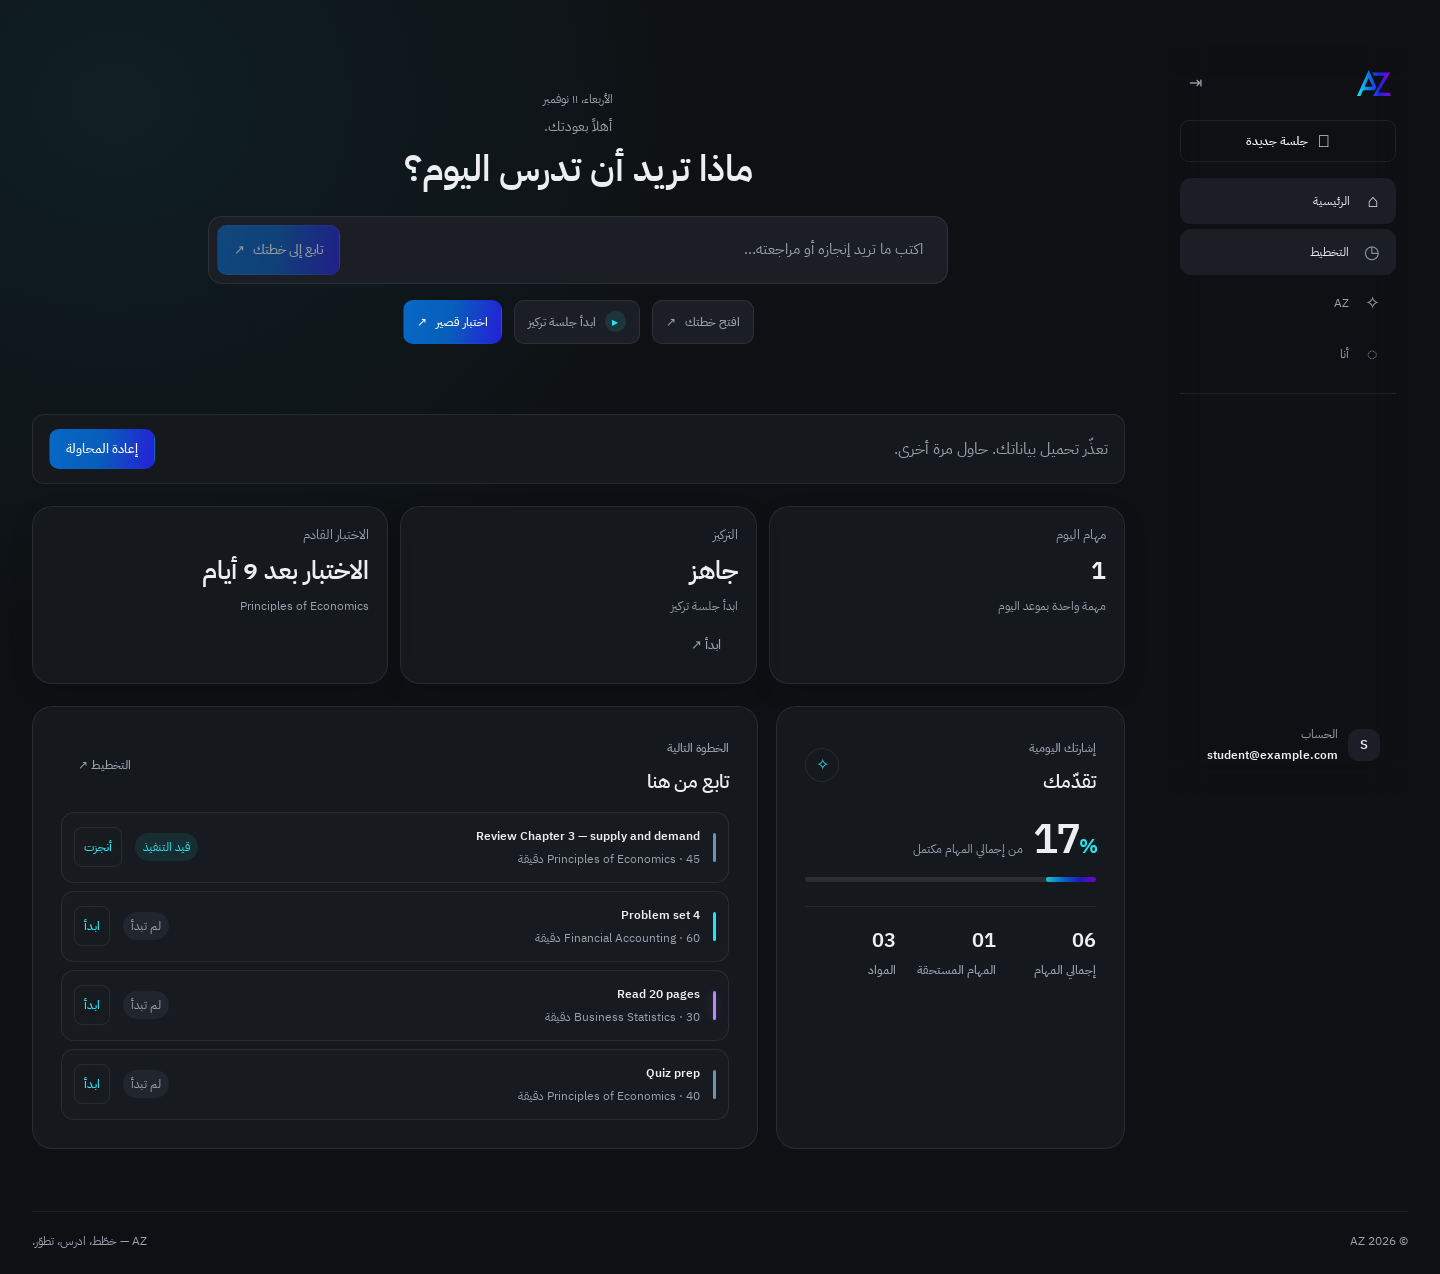 AZ
جلسة جديدة
الرئيسية
التخطيط
AZ
أنا
الحساب
S
student@example.com
الأربعاء، ١١ نوفمبر
أهلاً بعودتك.
ماذا تريد أن تدرس اليوم؟
اكتب ما تريد إنجازه أو مراجعته...
تابع إلى خطتك ↗
افتح خطتك ↗
ابدأ جلسة تركيز
اختبار قصير ↗
تعذّر تحميل بياناتك. حاول مرة أخرى.
إعادة المحاولة
مهام اليوم
1
مهمة واحدة بموعد اليوم
التركيز
جاهز
ابدأ جلسة تركيز
ابدأ ↗
الاختبار القادم
الاختبار بعد 9 أيام
Principles of Economics
إشارتك اليومية
تقدّمك
17%
من إجمالي المهام مكتمل
06
إجمالي المهام
01
المهام المستحقة
03
المواد
الخطوة التالية
تابع من هنا
التخطيط ↗
Review Chapter 3 — supply and demand
Principles of Economics · 45 دقيقة
قيد التنفيذ
أنجزت
Problem set 4
Financial Accounting · 60 دقيقة
لم تبدأ
ابدأ
Read 20 pages
Business Statistics · 30 دقيقة
لم تبدأ
ابدأ
Quiz prep
Principles of Economics · 40 دقيقة
لم تبدأ
ابدأ
© 2026 AZ
AZ — خطّط، ادرس، تطوّر.